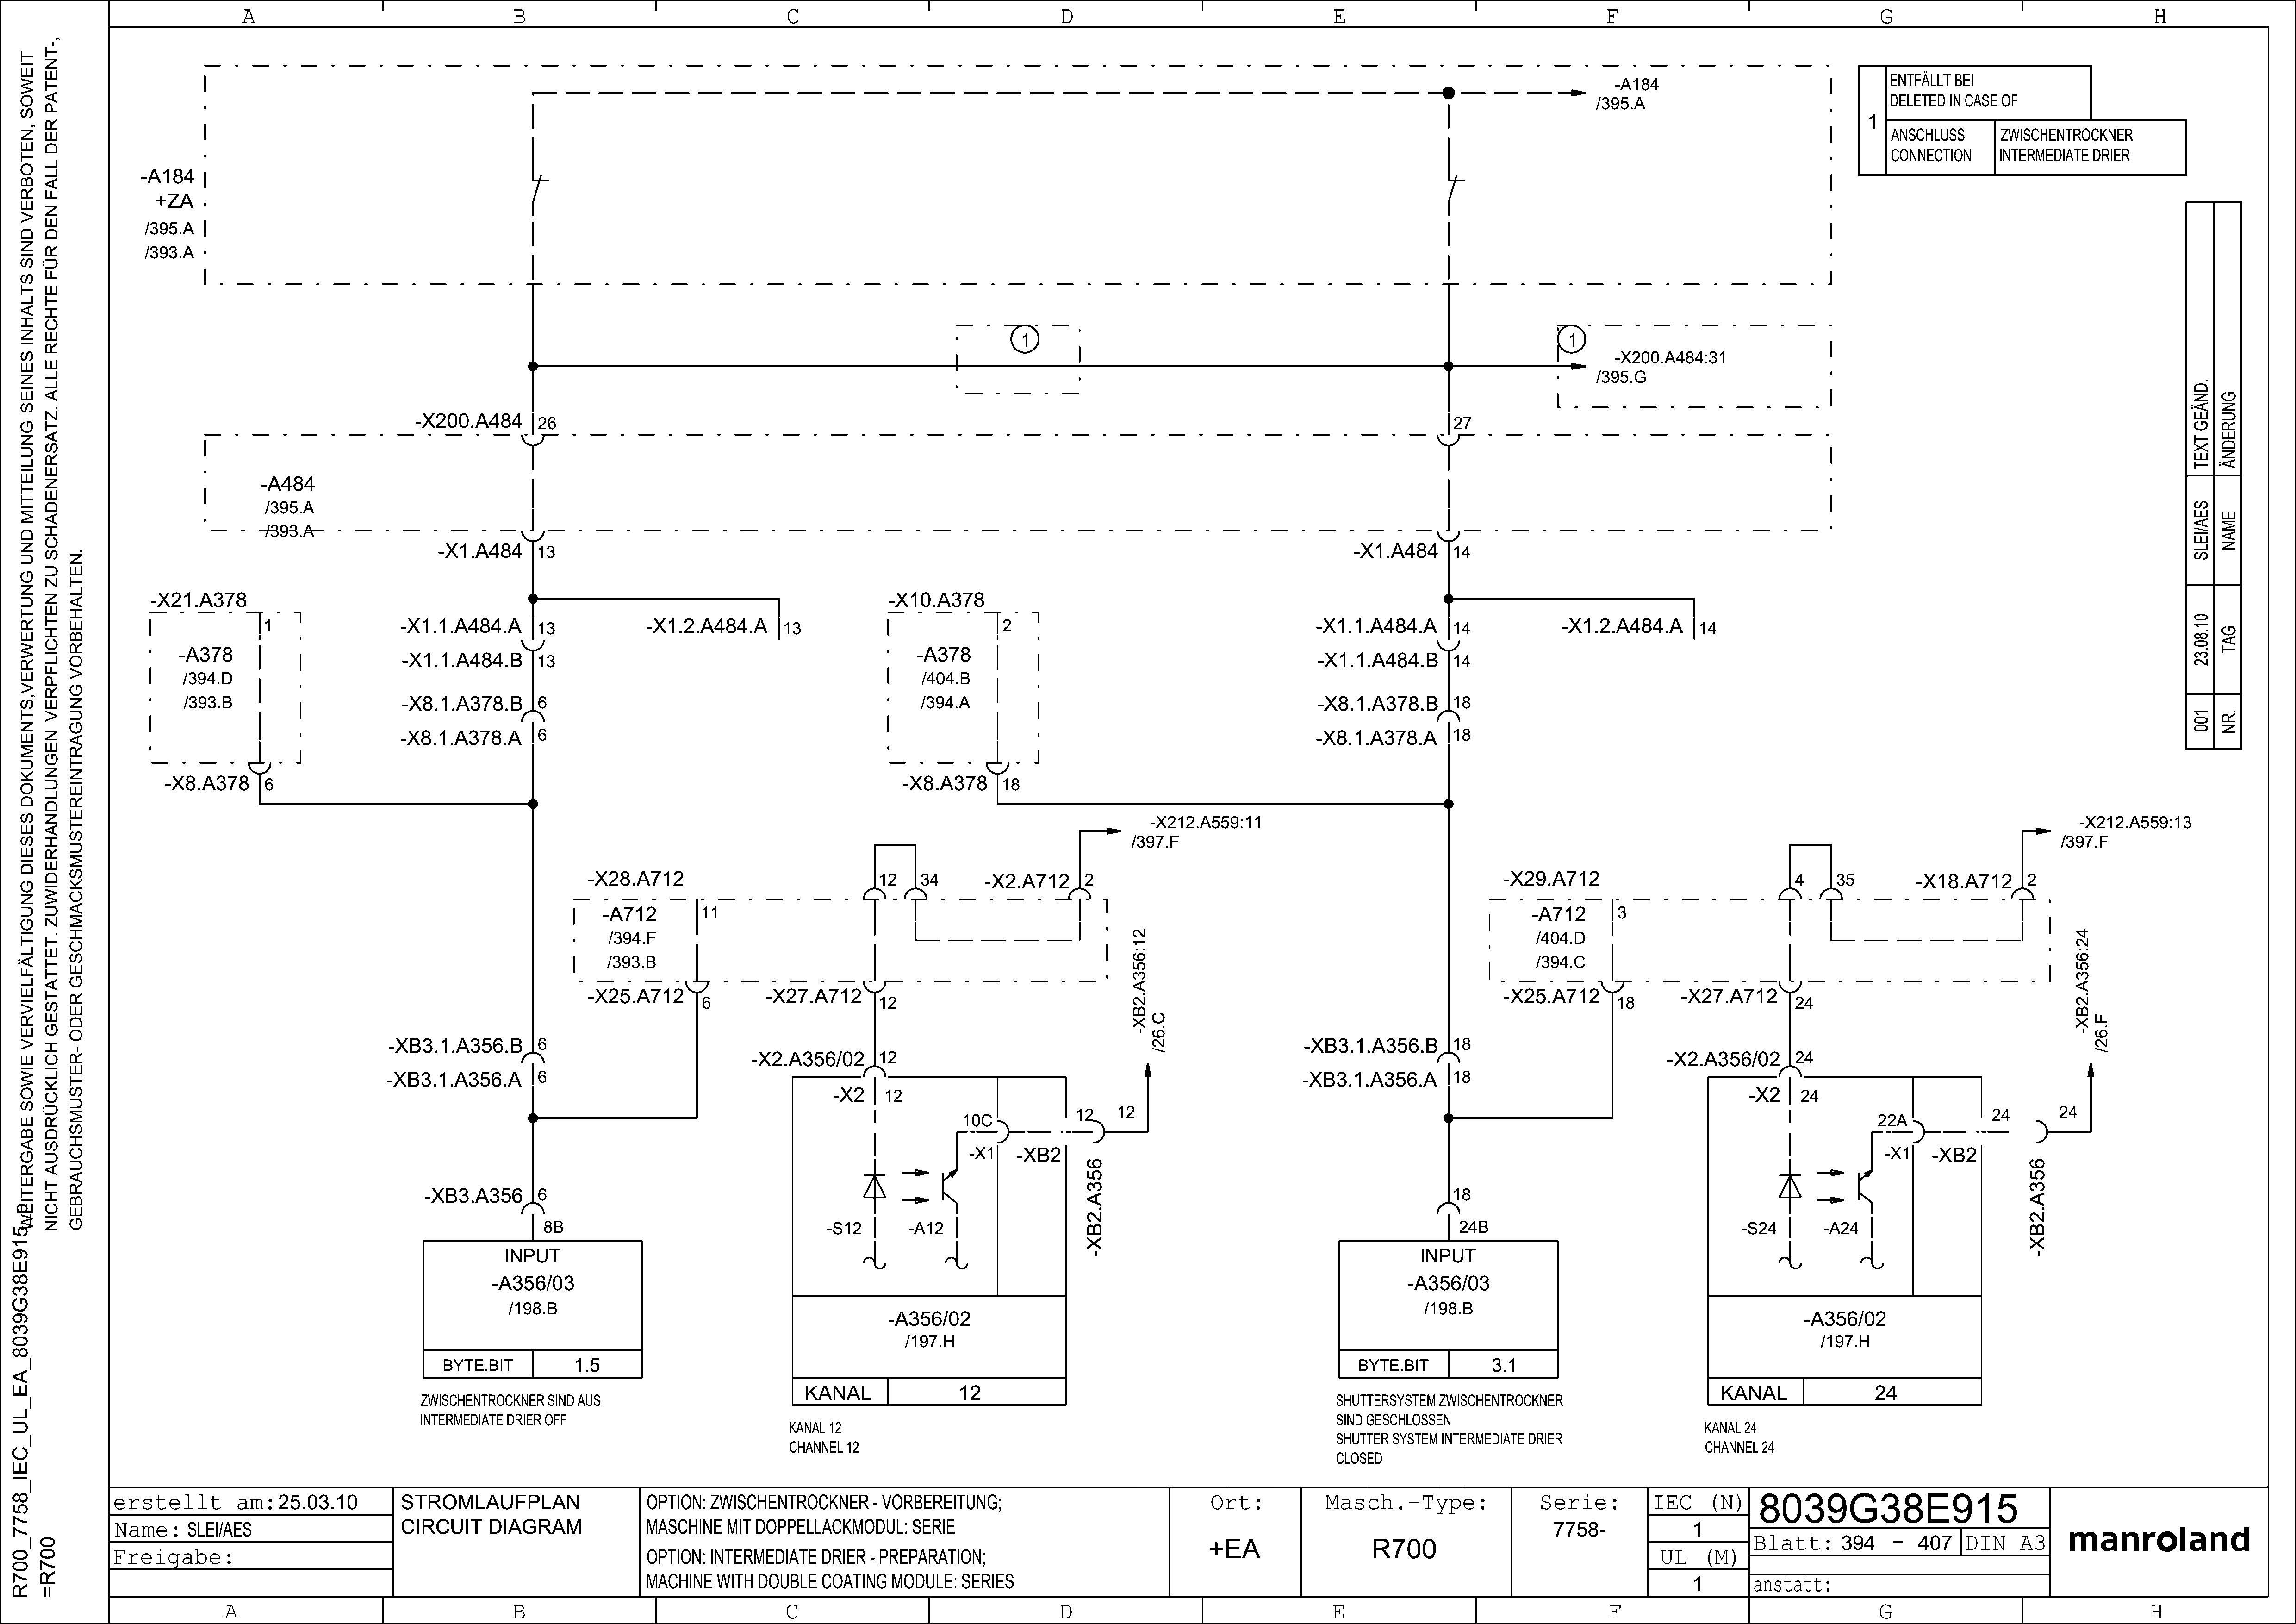 A B C D E F G H
WEITERGABE SOWIE VERVIELFÄLTIGUNG DIESES DOKUMENTS,VERWERTUNG UND MITTEILUNG SEINES INHALTS SIND VERBOTEN, SOWEIT
NICHT AUSDRÜCKLICH GESTATTET. ZUWIDERHANDLUNGEN VERPFLICHTEN ZU SCHADENERSATZ. ALLE RECHTE FÜR DEN FALL DER PATENT-,
GEBRAUCHSMUSTER- ODER GESCHMACKSMUSTEREINTRAGUNG VORBEHALTEN.
=R700
-A184
/395.A
1
ENTFÄLLT BEI
DELETED IN CASE OF
ANSCHLUSS ZWISCHENTROCKNER
CONNECTION INTERMEDIATE DRIER
-A184
+ZA
/395.A
/393.A
001 23.08.10 SLEI/AES TEXT GEÄND.
NR. TAG NAME ÄNDERUNG
1
1
-X200.A484:31
/395.G
-X200.A484 26
27
-A484
/395.A
/393.A
-X1.A484 13
-X1.A484 14
-X21.A378
1
-A378
/394.D
/393.B
-X8.A378 6
-X1.1.A484.A 13
-X1.2.A484.A 13
-X1.1.A484.B 13
-X8.1.A378.B 6
-X8.1.A378.A 6
-X10.A378
2
-A378
/404.B
/394.A
-X8.A378 18
-X1.1.A484.A 14
-X1.2.A484.A 14
-X1.1.A484.B 14
-X8.1.A378.B 18
-X8.1.A378.A 18
-X212.A559:11
/397.F
-X28.A712 12 34 -X2.A712 2
-A712 11
/394.F
/393.B
-X25.A712 6
-X27.A712 12
-XB2.A356:12
/26.C
-X212.A559:13
/397.F
-X29.A712 4 35 -X18.A712 2
-A712 3
/404.D
/394.C
-X25.A712 18
-X27.A712 24
-XB2.A356:24
/26.F
-XB3.1.A356.B 6
-XB3.1.A356.A 6
-X2.A356/02 12
-X2 12
10C 12 12
-X1 -XB2
-XB2.A356
-S12 -A12
-XB3.A356 6
8B
INPUT
-A356/03
/198.B
BYTE.BIT 1.5
ZWISCHENTROCKNER SIND AUS
INTERMEDIATE DRIER OFF
-A356/02
/197.H
KANAL 12
KANAL 12
CHANNEL 12
-XB3.1.A356.B 18
-XB3.1.A356.A 18
-X2.A356/02 24
-X2 24
22A 24 24
-X1 -XB2
-XB2.A356
-S24 -A24
18
24B
INPUT
-A356/03
/198.B
BYTE.BIT 3.1
SHUTTERSYSTEM ZWISCHENTROCKNER
SIND GESCHLOSSEN
SHUTTER SYSTEM INTERMEDIATE DRIER
CLOSED
-A356/02
/197.H
KANAL 24
KANAL 24
CHANNEL 24
erstellt am: 25.03.10
Name: SLEI/AES
Freigabe:
STROMLAUFPLAN
CIRCUIT DIAGRAM
OPTION: ZWISCHENTROCKNER - VORBEREITUNG;
MASCHINE MIT DOPPELLACKMODUL: SERIE
OPTION: INTERMEDIATE DRIER - PREPARATION;
MACHINE WITH DOUBLE COATING MODULE: SERIES
Ort:
+EA
Masch.-Type:
R700
Serie:
7758-
IEC (N)
1
UL (M)
1
8039G38E915
Blatt: 394 - 407 DIN A3
anstatt:
manroland
A B C D E F G H